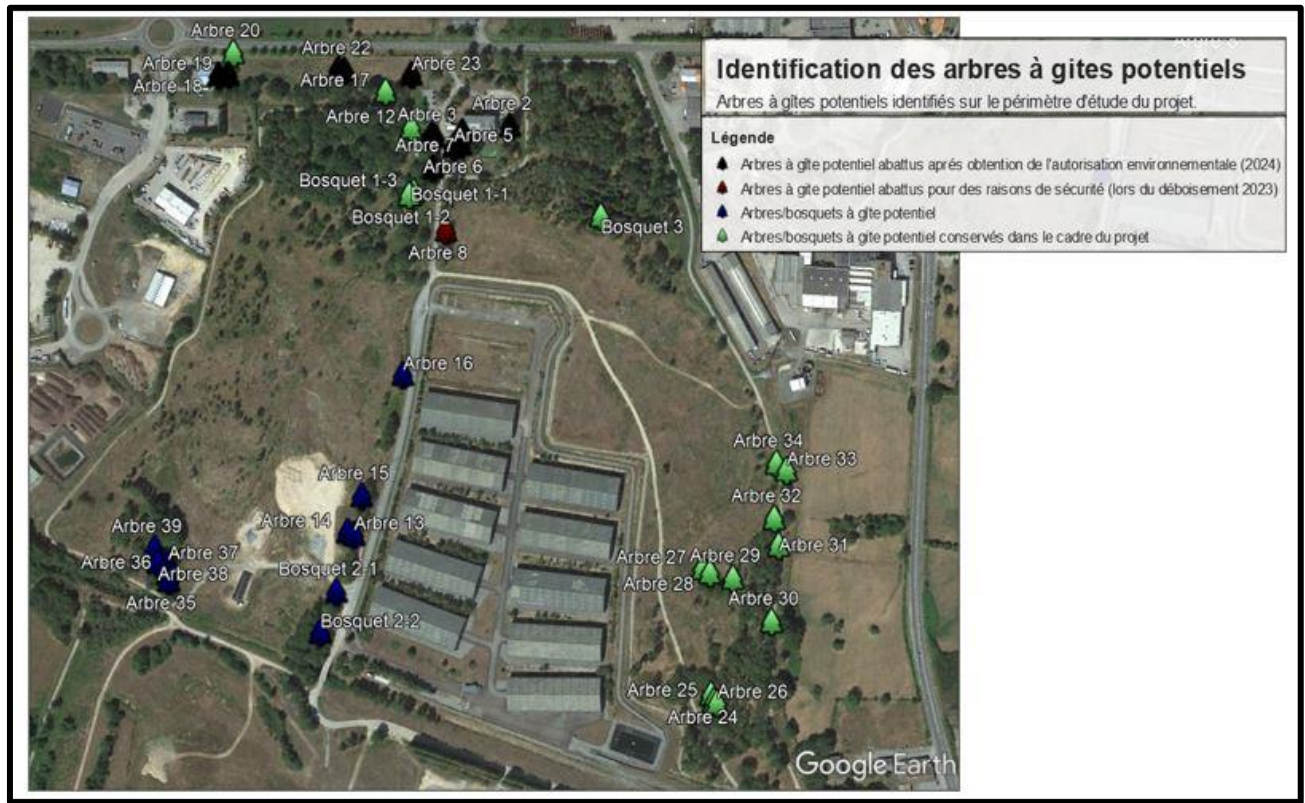 Identification des arbres à gites potentiels
Arbres à gîtes potentiels identifiés sur le périmètre d'étude du projet.
Légende
Arbres à gîte potentiel abattus aprés obtention de l'autorisation environnementale (2024)
Arbres à gite potentiel abattus pour des raisons de sécurité (lors du déboisement 2023)
Arbres/bosquets à gîte potentiel
Arbres/bosquets à gite potentiel conservés dans le cadre du projet
Arbre 20
Arbre 22
Arbre 19
Arbre 23
Arbre 18
Arbre 17
Arbre 2
Arbre 12
Arbre 3
Arbre 5
Arbre 7
Arbre 6
Bosquet 1-3
Bosquet 1-1
Bosquet 1-2
Bosquet 3
Arbre 8
Arbre 16
Arbre 34
Arbre 33
Arbre 15
Arbre 32
Arbre 14
Arbre 13
Arbre 39
Arbre 37
Arbre 31
Arbre 27
Arbre 29
Arbre 36
Bosquet 2-1
Arbre 38
Arbre 28
Arbre 35
Arbre 30
Bosquet 2-2
Arbre 25
Arbre 26
Arbre 24
Google Earth